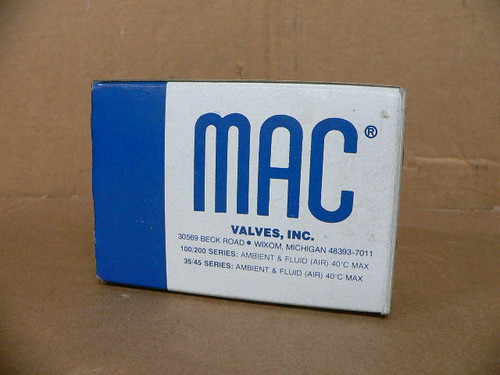 MAC®
VALVES, INC.
30569 BECK ROAD • WIXOM, MICHIGAN 48393-7011
100/200 SERIES: AMBIENT & FLUID (AIR) 40°C MAX
35/45 SERIES: AMBIENT & FLUID (AIR) 40°C MAX